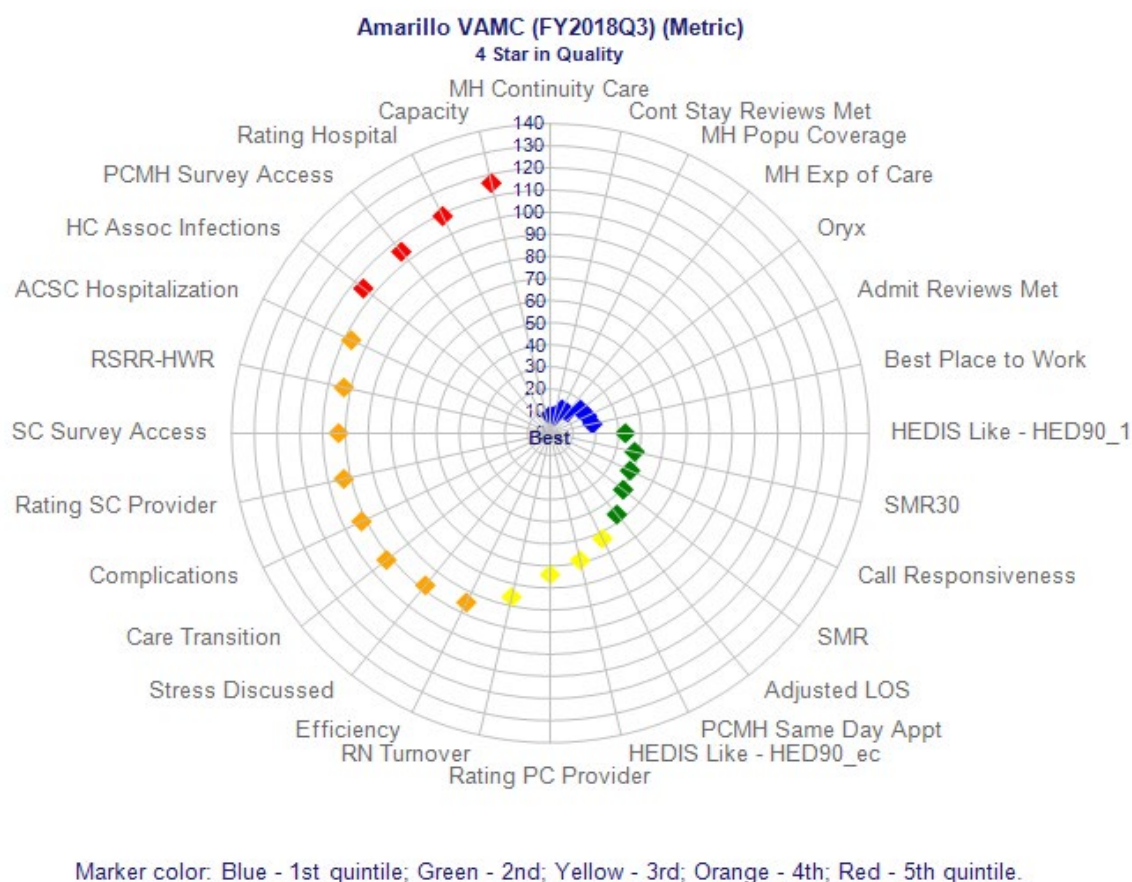 Amarillo VAMC (FY2018Q3) (Metric)
4 Star in Quality
MH Continuity Care
Cont Stay Reviews Met
MH Popu Coverage
MH Exp of Care
Oryx
Admit Reviews Met
Best Place to Work
HEDIS Like - HED90_1
SMR30
Call Responsiveness
SMR
Adjusted LOS
PCMH Same Day Appt
HEDIS Like - HED90_ec
Rating PC Provider
RN Turnover
Efficiency
Stress Discussed
Care Transition
Complications
Rating SC Provider
SC Survey Access
RSRR-HWR
ACSC Hospitalization
HC Assoc Infections
PCMH Survey Access
Rating Hospital
Capacity
140
130
120
110
100
90
80
70
60
50
40
30
20
10
Best
Marker color: Blue - 1st quintile; Green - 2nd; Yellow - 3rd; Orange - 4th; Red - 5th quintile.